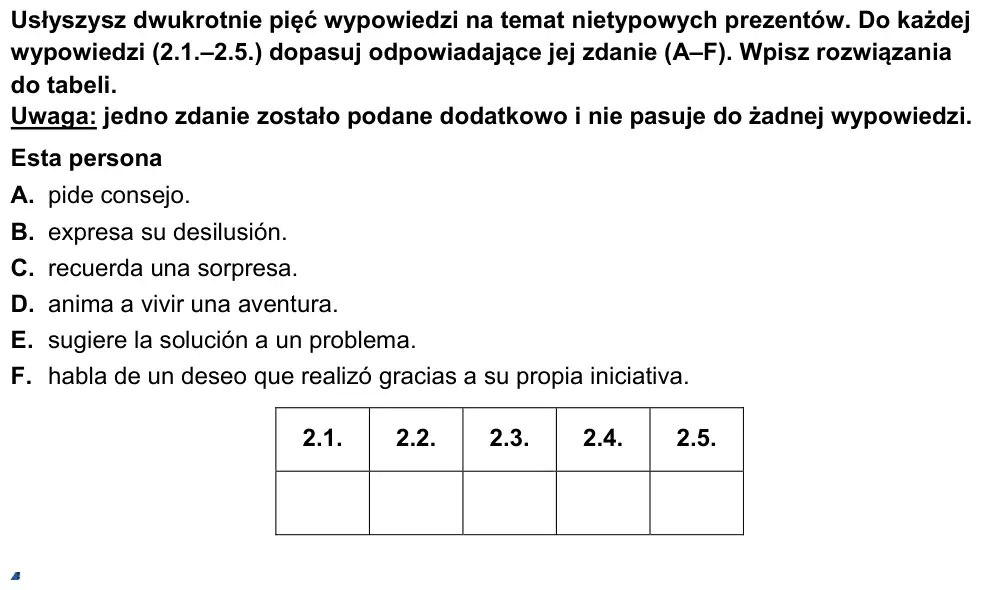 Usłyszysz dwukrotnie pięć wypowiedzi na temat nietypowych prezentów. Do każdej
wypowiedzi (2.1.–2.5.) dopasuj odpowiadające jej zdanie (A–F). Wpisz rozwiązania
do tabeli.
Uwaga: jedno zdanie zostało podane dodatkowo i nie pasuje do żadnej wypowiedzi.
Esta persona
A. pide consejo.
B. expresa su desilusión.
C. recuerda una sorpresa.
D. anima a vivir una aventura.
E. sugiere la solución a un problema.
F. habla de un deseo que realizó gracias a su propia iniciativa.
2.1. 2.2. 2.3. 2.4. 2.5.